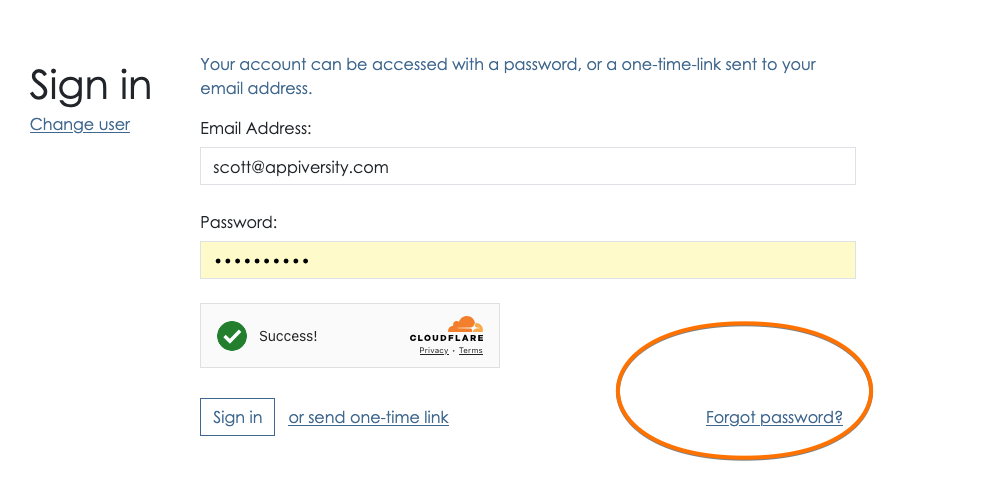 Sign in
Change user
Your account can be accessed with a password, or a one-time-link sent to your
email address.
Email Address:
scott@appiversity.com
Password:
••••••••••
Success!
CLOUDFLARE
Privacy • Terms
Sign in
or send one-time link
Forgot password?